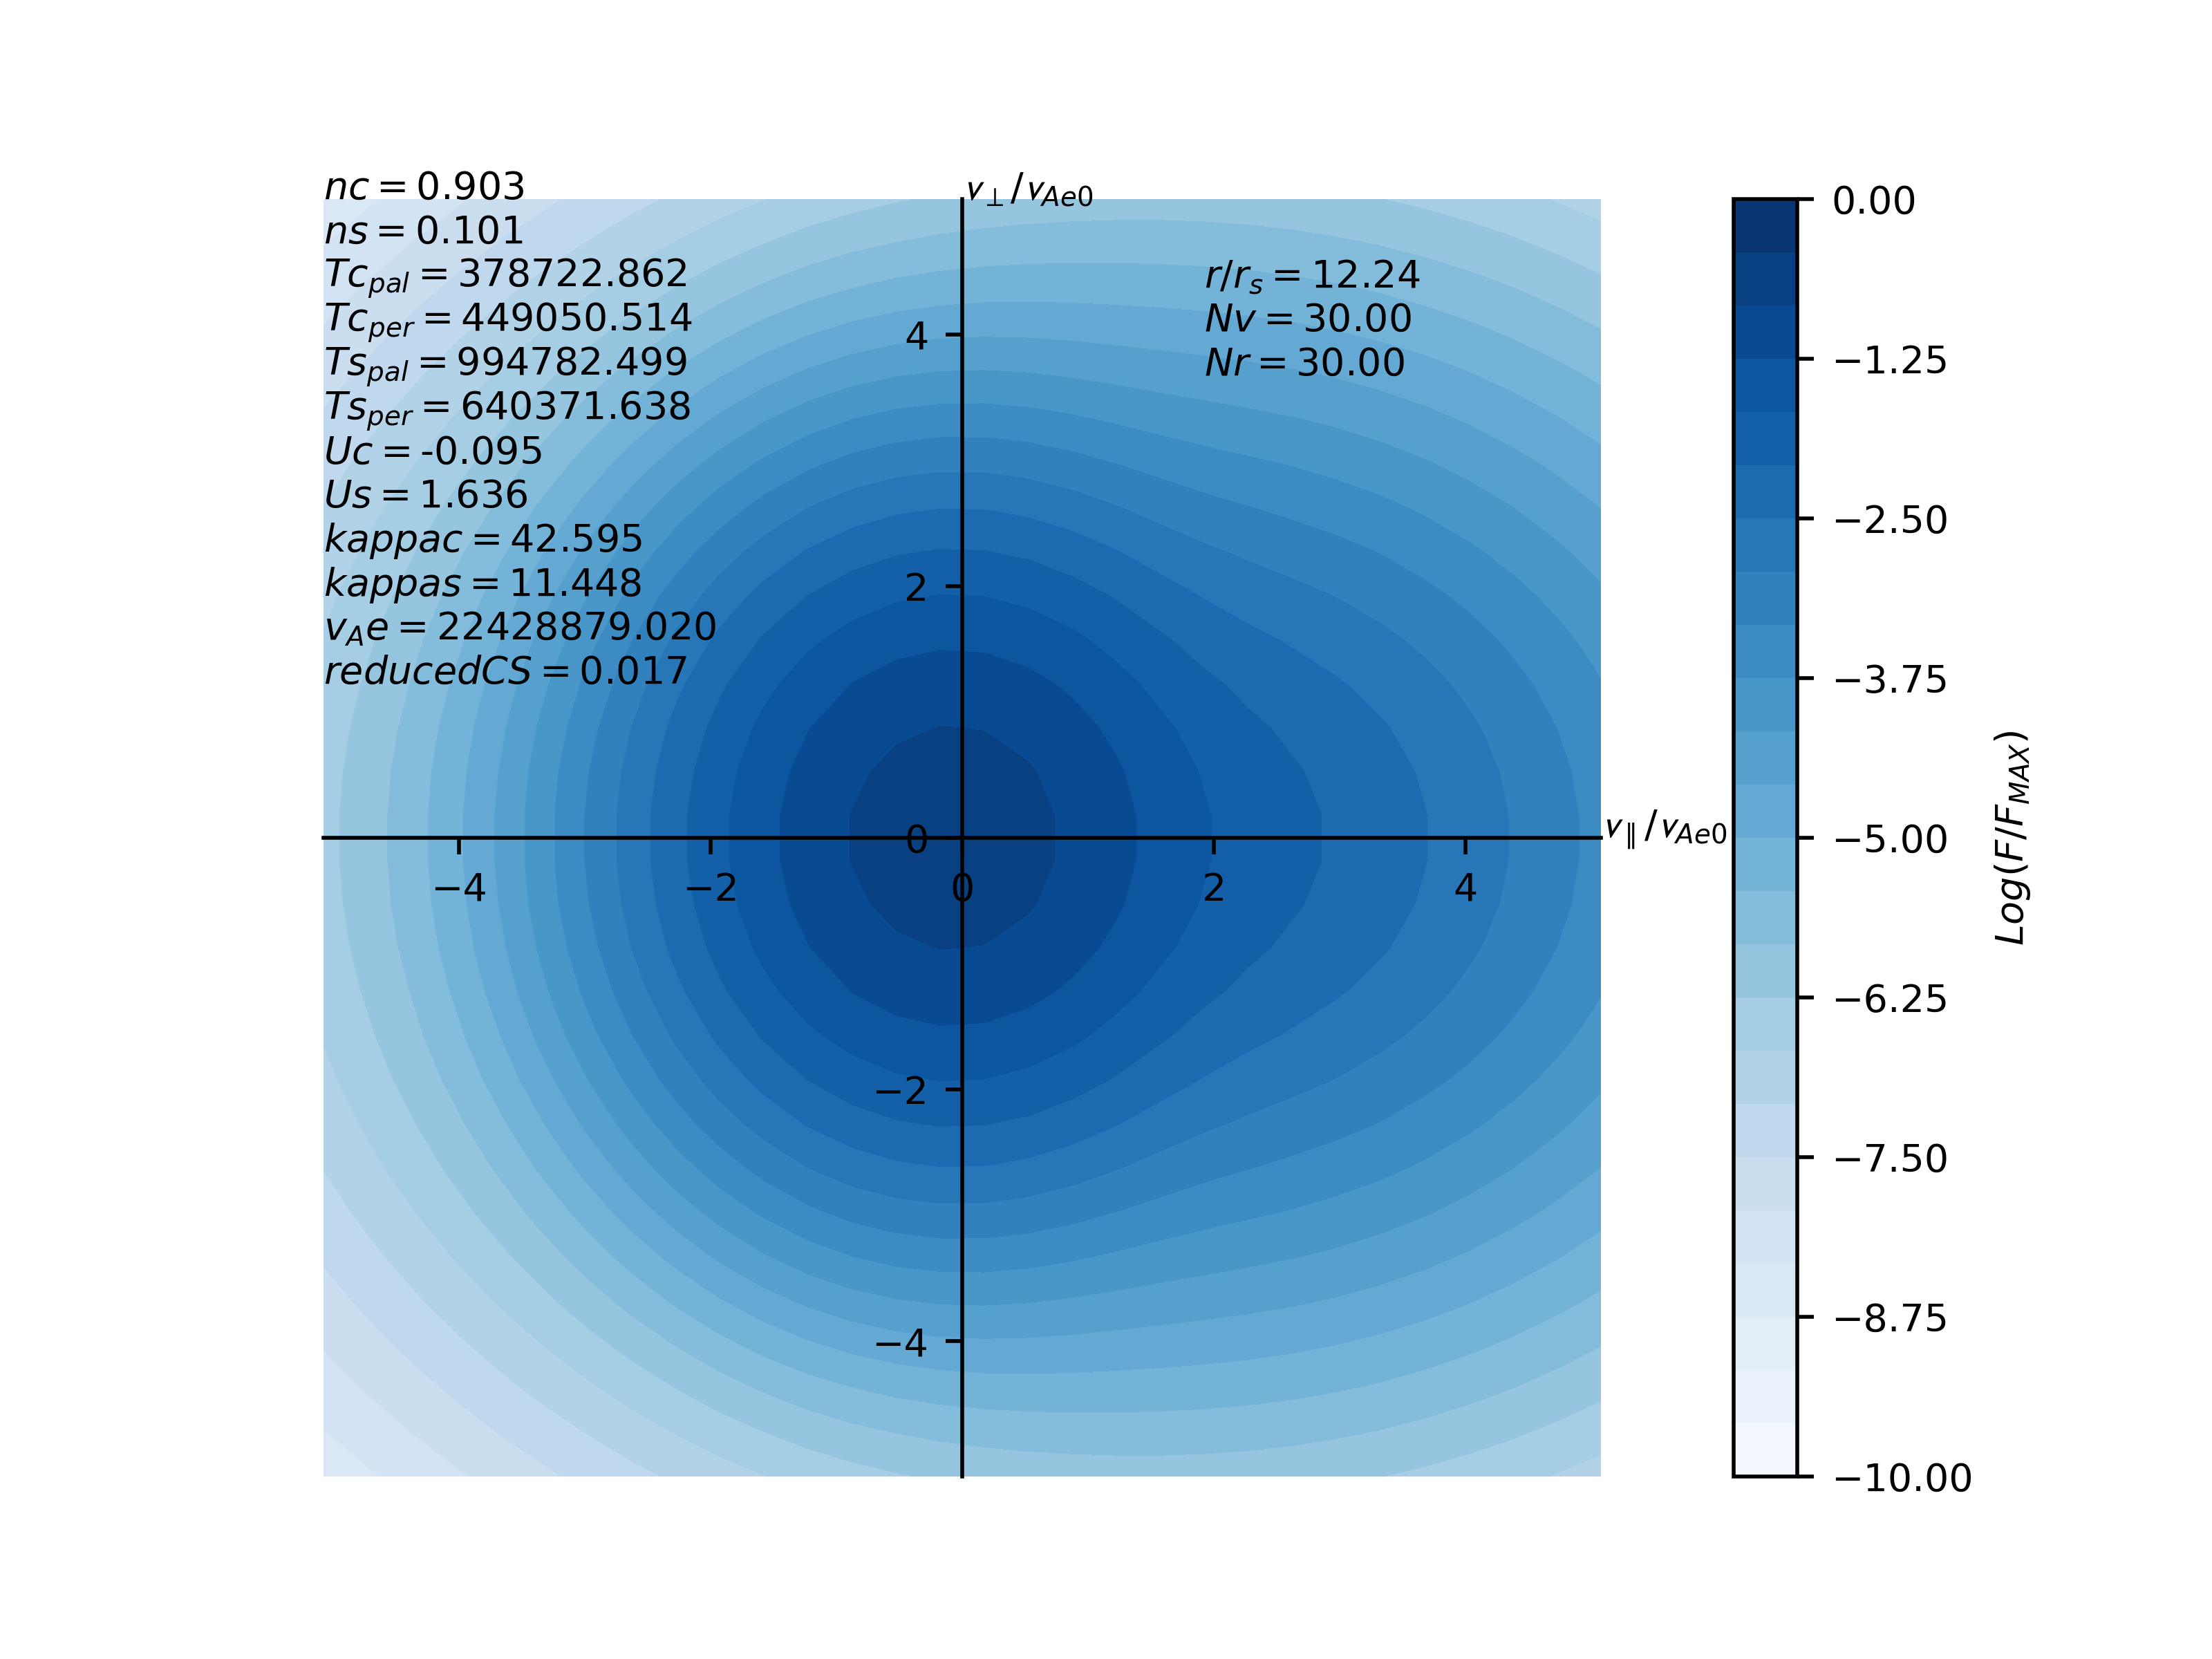 nc = 0.903
ns = 0.101
Tc_pal = 378722.862
Tc_per = 449050.514
Ts_pal = 994782.499
Ts_per = 640371.638
Uc = -0.095
Us = 1.636
kappac = 42.595
kappas = 11.448
v_Ae = 22428879.020
reducedCS = 0.017
v_⊥/v_Ae0
r/r_s = 12.24
Nv = 30.00
Nr = 30.00
4
2
0
−2
−4
−4
−2
0
2
4
v_∥/v_Ae0
0.00
−1.25
−2.50
−3.75
−5.00
−6.25
−7.50
−8.75
−10.00
Log(F/F_MAX)